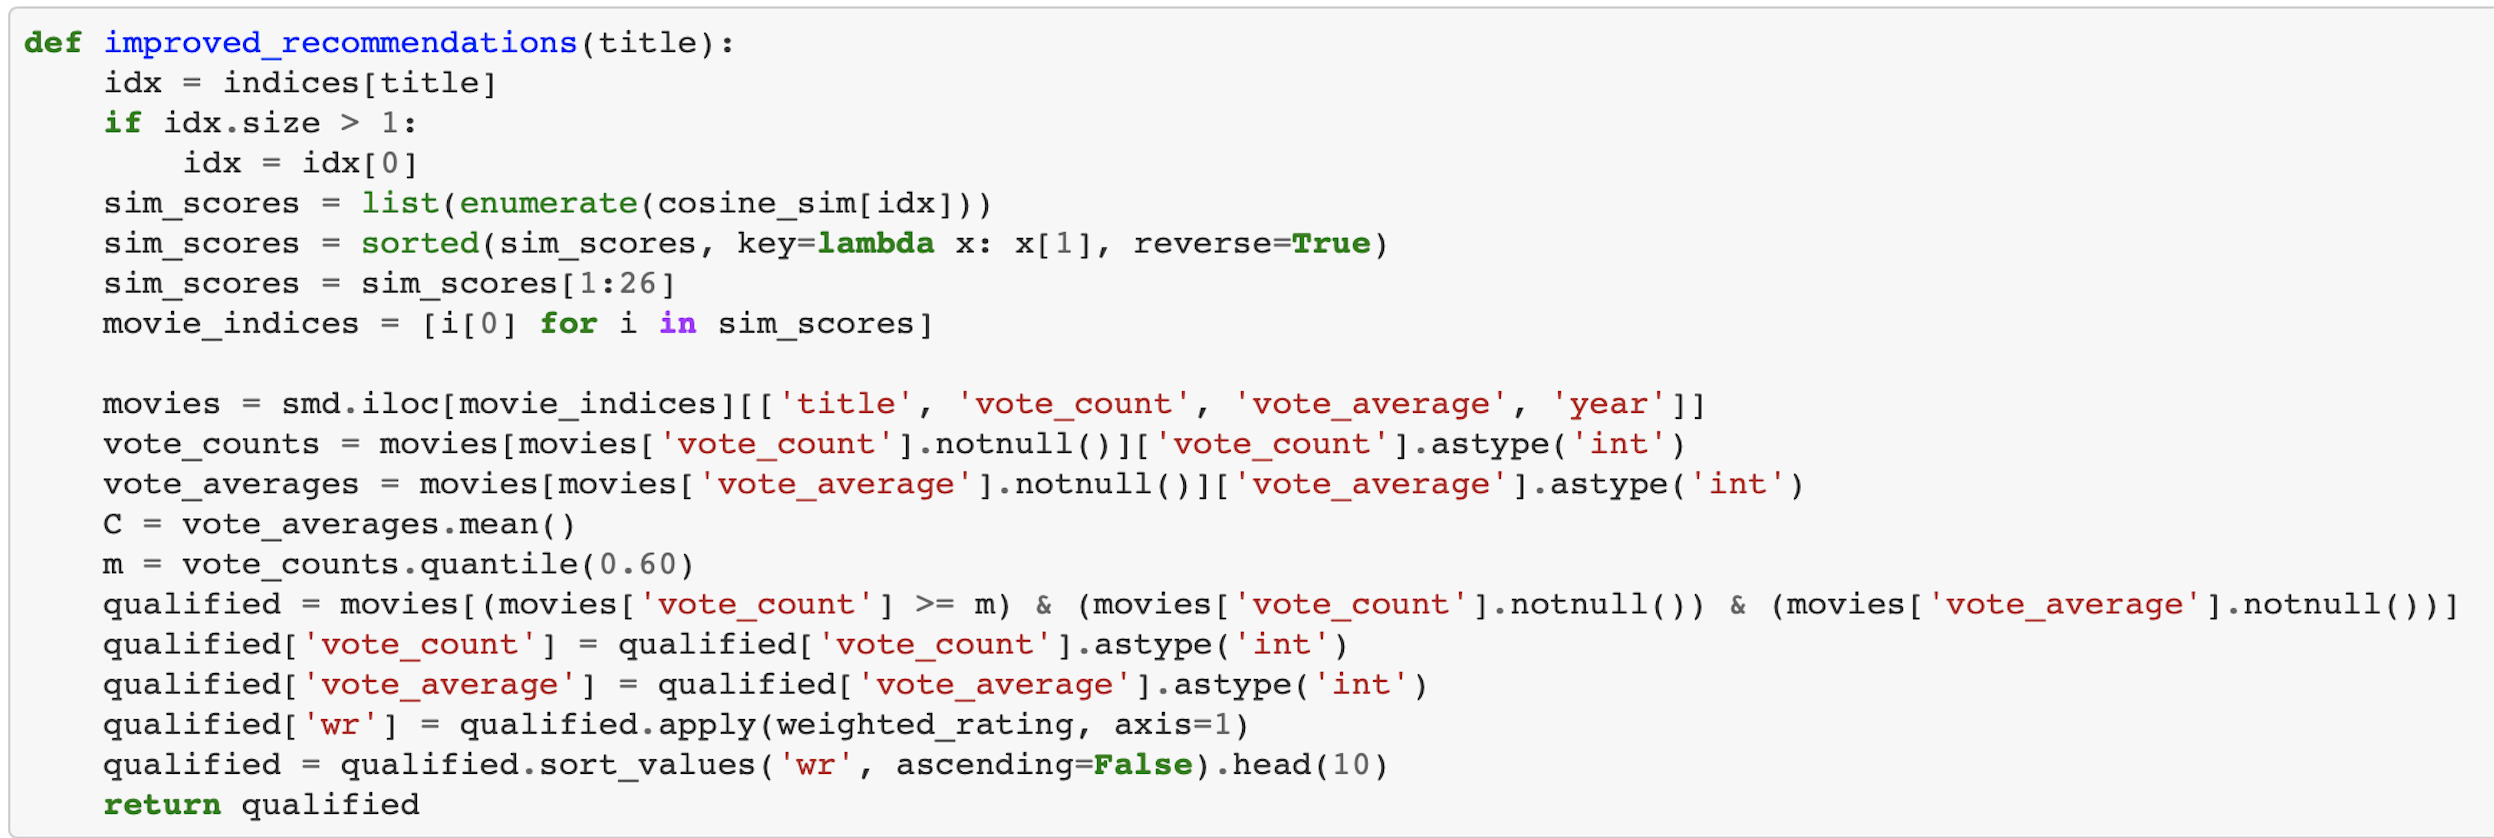 def improved_recommendations(title):
    idx = indices[title]
    if idx.size > 1:
        idx = idx[0]
    sim_scores = list(enumerate(cosine_sim[idx]))
    sim_scores = sorted(sim_scores, key=lambda x: x[1], reverse=True)
    sim_scores = sim_scores[1:26]
    movie_indices = [i[0] for i in sim_scores]

    movies = smd.iloc[movie_indices][['title', 'vote_count', 'vote_average', 'year']]
    vote_counts = movies[movies['vote_count'].notnull()]['vote_count'].astype('int')
    vote_averages = movies[movies['vote_average'].notnull()]['vote_average'].astype('int')
    C = vote_averages.mean()
    m = vote_counts.quantile(0.60)
    qualified = movies[(movies['vote_count'] >= m) & (movies['vote_count'].notnull()) & (movies['vote_average'].notnull())]
    qualified['vote_count'] = qualified['vote_count'].astype('int')
    qualified['vote_average'] = qualified['vote_average'].astype('int')
    qualified['wr'] = qualified.apply(weighted_rating, axis=1)
    qualified = qualified.sort_values('wr', ascending=False).head(10)
    return qualified